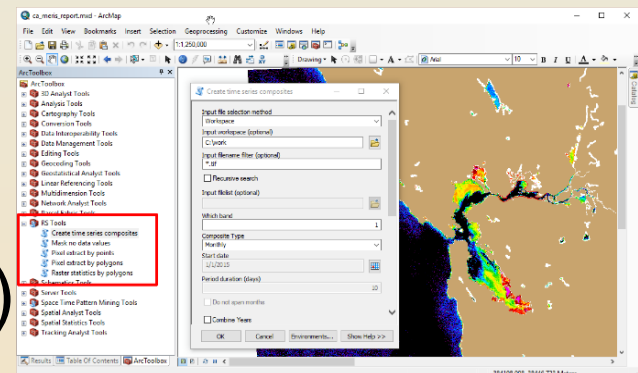 ca_meris_report.mxd - ArcMap
File Edit View Bookmarks Insert Selection Geoprocessing Customize Windows Help
1:1,250,000
Drawing
Arial
10
B I U A
ArcToolbox
ArcToolbox
3D Analyst Tools
Analysis Tools
Cartography Tools
Conversion Tools
Data Interoperability Tools
Data Management Tools
Editing Tools
Geocoding Tools
Geostatistical Analyst Tools
Linear Referencing Tools
Multidimension Tools
Network Analyst Tools
RS Tools
Create time series composites
Mask no data values
Pixel extract by points
Pixel extract by polygons
Raster statistics by polygons
Schematics Tools
Server Tools
Space Time Pattern Mining Tools
Spatial Analyst Tools
Spatial Statistics Tools
Tracking Analyst Tools
Results Table Of Contents ArcToolbox
Create time series composites
Input file selection method
Workspace
Input workspace (optional)
C:\work
Input filename filter (optional)
*.tif
Recursive search
Input filelist (optional)
Which band
1
Composite Type
Monthly
Start date
1/1/2015
Period duration (days)
10
Do not span months
Combine Years
OK Cancel Environments... Show Help >>
Catalog